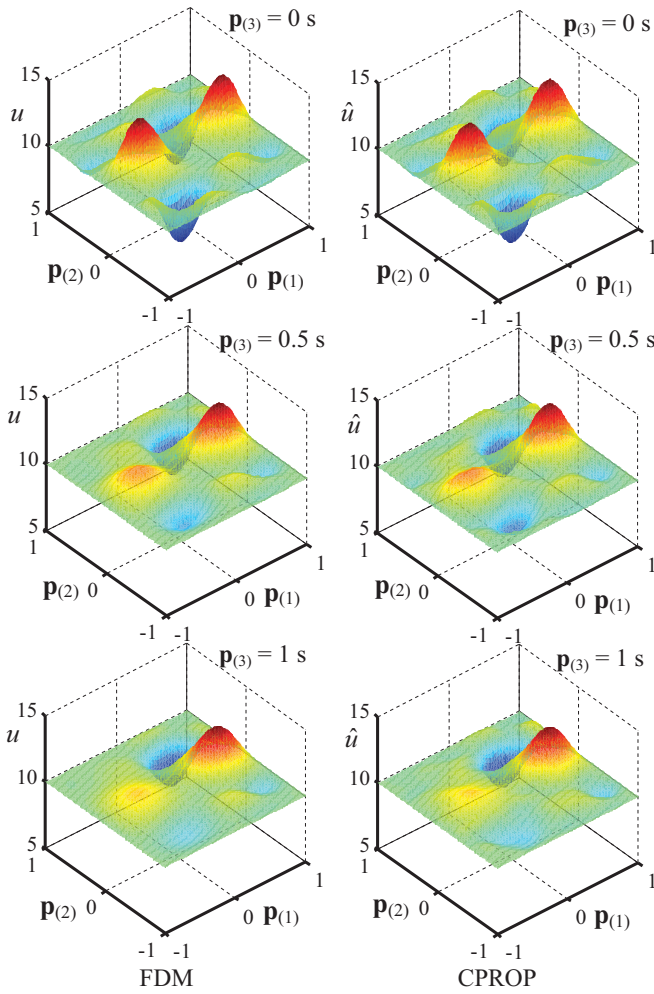 p(3) = 0 s
p(3) = 0 s
15
u
10
5
1
p(2) 0
-1
-1
0 p(1)
1
15
û
10
5
1
p(2) 0
-1
-1
0 p(1)
1
p(3) = 0.5 s
p(3) = 0.5 s
15
u
10
5
1
p(2) 0
-1
-1
0 p(1)
1
15
û
10
5
1
p(2) 0
-1
-1
0 p(1)
1
p(3) = 1 s
p(3) = 1 s
15
u
10
5
1
p(2) 0
-1
-1
0 p(1)
1
15
û
10
5
1
p(2) 0
-1
-1
0 p(1)
1
FDM
CPROP